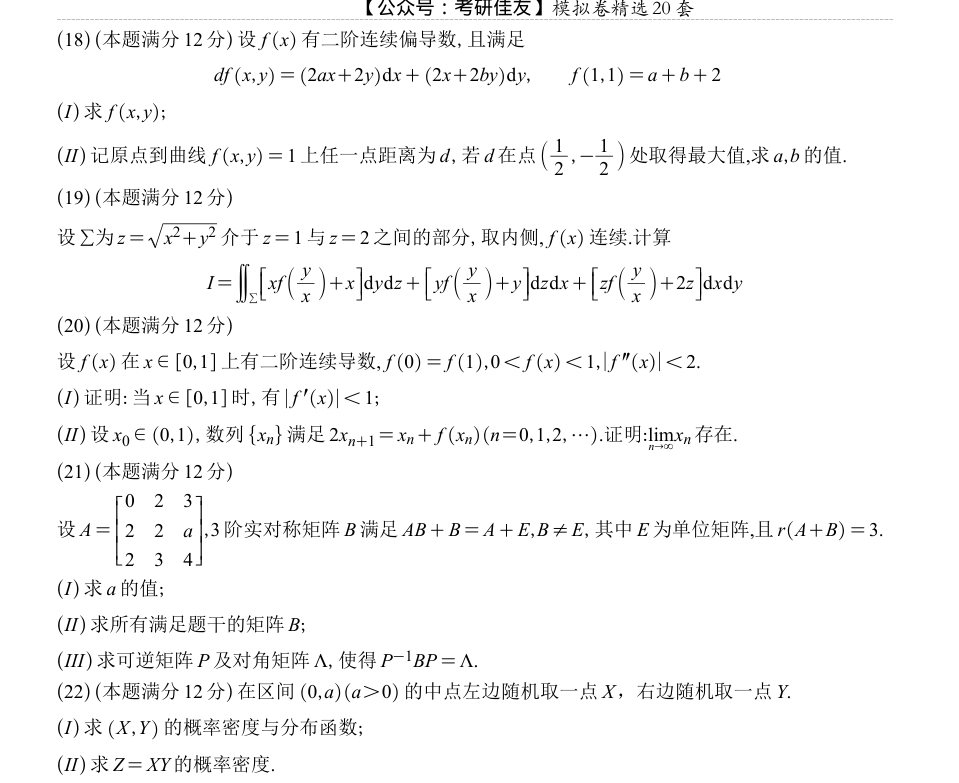 【公众号：考研佳友】模拟卷精选20套
(18)(本题满分12分)设f(x)有二阶连续偏导数, 且满足
df(x,y)=(2ax+2y)dx+(2x+2by)dy, f(1,1)=a+b+2
(I)求f(x,y);
(II)记原点到曲线f(x,y)=1上任一点距离为d, 若d在点(1/2,-1/2)处取得最大值,求a,b的值.
(19)(本题满分12分)
设∑为z=√(x²+y²)介于z=1与z=2之间的部分, 取内侧,f(x)连续.计算
I=∬_∑[xf(y/x)+x]dydz+[yf(y/x)+y]dzdx+[zf(y/x)+2z]dxdy
(20)(本题满分12分)
设f(x)在x∈[0,1]上有二阶连续导数,f(0)=f(1),0<f(x)<1,|f″(x)|<2.
(I)证明: 当x∈[0,1]时, 有|f′(x)|<1;
(II)设x₀∈(0,1), 数列{xₙ}满足2xₙ₊₁=xₙ+f(xₙ)(n=0,1,2,⋯).证明:lim n→∞ xₙ存在.
(21)(本题满分12分)
设A=[0 2 3; 2 2 a; 2 3 4],3阶实对称矩阵B满足AB+B=A+E,B≠E, 其中E为单位矩阵,且r(A+B)=3.
(I)求a的值;
(II)求所有满足题干的矩阵B;
(III)求可逆矩阵P及对角矩阵Λ, 使得P⁻¹BP=Λ.
(22)(本题满分12分)在区间(0,a)(a>0)的中点左边随机取一点X，右边随机取一点Y.
(I)求(X,Y)的概率密度与分布函数;
(II)求Z=XY的概率密度.